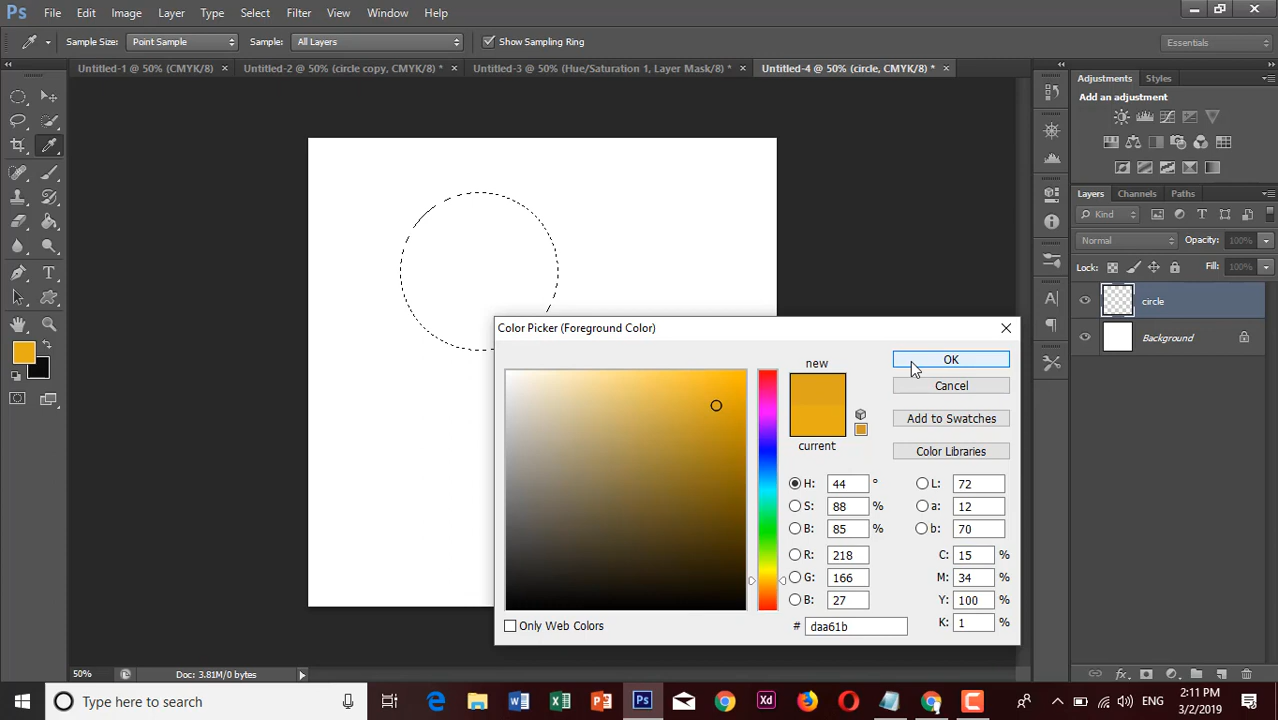 Ps File Edit Image Layer Type Select Filter View Window Help
Sample Size: Point Sample Sample: All Layers Show Sampling Ring Essentials
Untitled-1 @ 50% (CMYK/8) × Untitled-2 @ 50% (circle copy, CMYK/8) * × Untitled-3 @ 50% (Hue/Saturation 1, Layer Mask/8) * × Untitled-4 @ 50% (circle, CMYK/8) * ×
Adjustments Styles
Add an adjustment
Layers Channels Paths
Kind
Normal Opacity: 100%
Lock: Fill: 100%
circle
Background
Color Picker (Foreground Color)
new
current
OK
Cancel
Add to Swatches
Color Libraries
H: 44 ° L: 72
S: 88 % a: 12
B: 85 % b: 70
R: 218 C: 15 %
G: 166 M: 34 %
B: 27 Y: 100 %
# daa61b K: 1 %
Only Web Colors
50% Doc: 3.81M/0 bytes
Type here to search
ENG
2:11 PM
3/2/2019